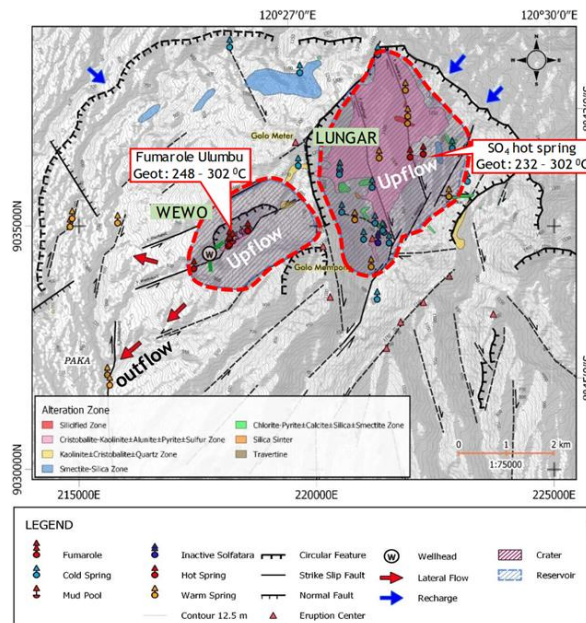 120°27'0"E 120°30'0"E
Golo Meter
LUNGAR
SO₄ hot spring
Geot: 232 - 302 ⁰C
Fumarole Ulumbu
Geot: 248 - 302 ⁰C
Upflow
WEWO
9035000N
W
Upflow
PAKA
outflow
Alteration Zone
Silicified Zone
Cristobalite-Kaolinite±Alunite±Pyrite±Sulfur Zone
Kaolinite±Cristobalite±Quartz Zone
Smectite-Silica Zone
Chlorite-Pyrite±Calcite±Silica±Smectite Zone
Silica Sinter
Travertine
0 1 2 km
1:75000
9030000N
215000E 220000E 225000E
LEGEND
Fumarole
Cold Spring
Mud Pool
Inactive Solfatara
Hot Spring
Warm Spring
Contour 12.5 m
Circular Feature
Strike Slip Fault
Normal Fault
Eruption Center
W Wellhead
Lateral Flow
Recharge
Crater
Reservoir